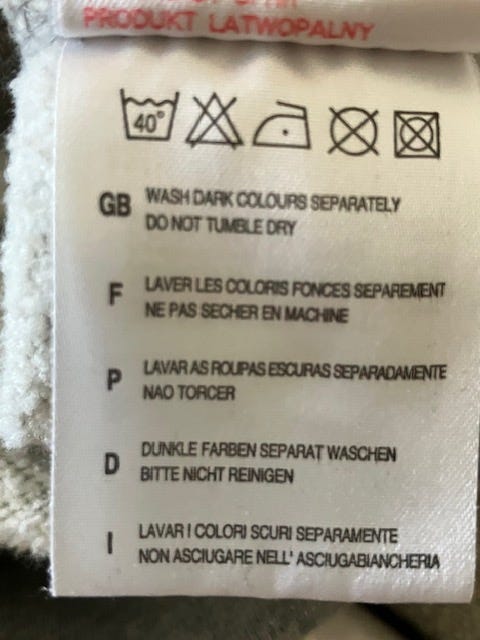 PRODUKT LATWOPALNY
40°
GB WASH DARK COLOURS SEPARATELY
DO NOT TUMBLE DRY
F LAVER LES COLORIS FONCES SEPAREMENT
NE PAS SECHER EN MACHINE
P LAVAR AS ROUPAS ESCURAS SEPARADAMENTE
NAO TORCER
D DUNKLE FARBEN SEPARAT WASCHEN
BITTE NICHT REINIGEN
I LAVAR I COLORI SCURI SEPARAMENTE
NON ASCIUGARE NELL' ASCIUGABIANCHERIA